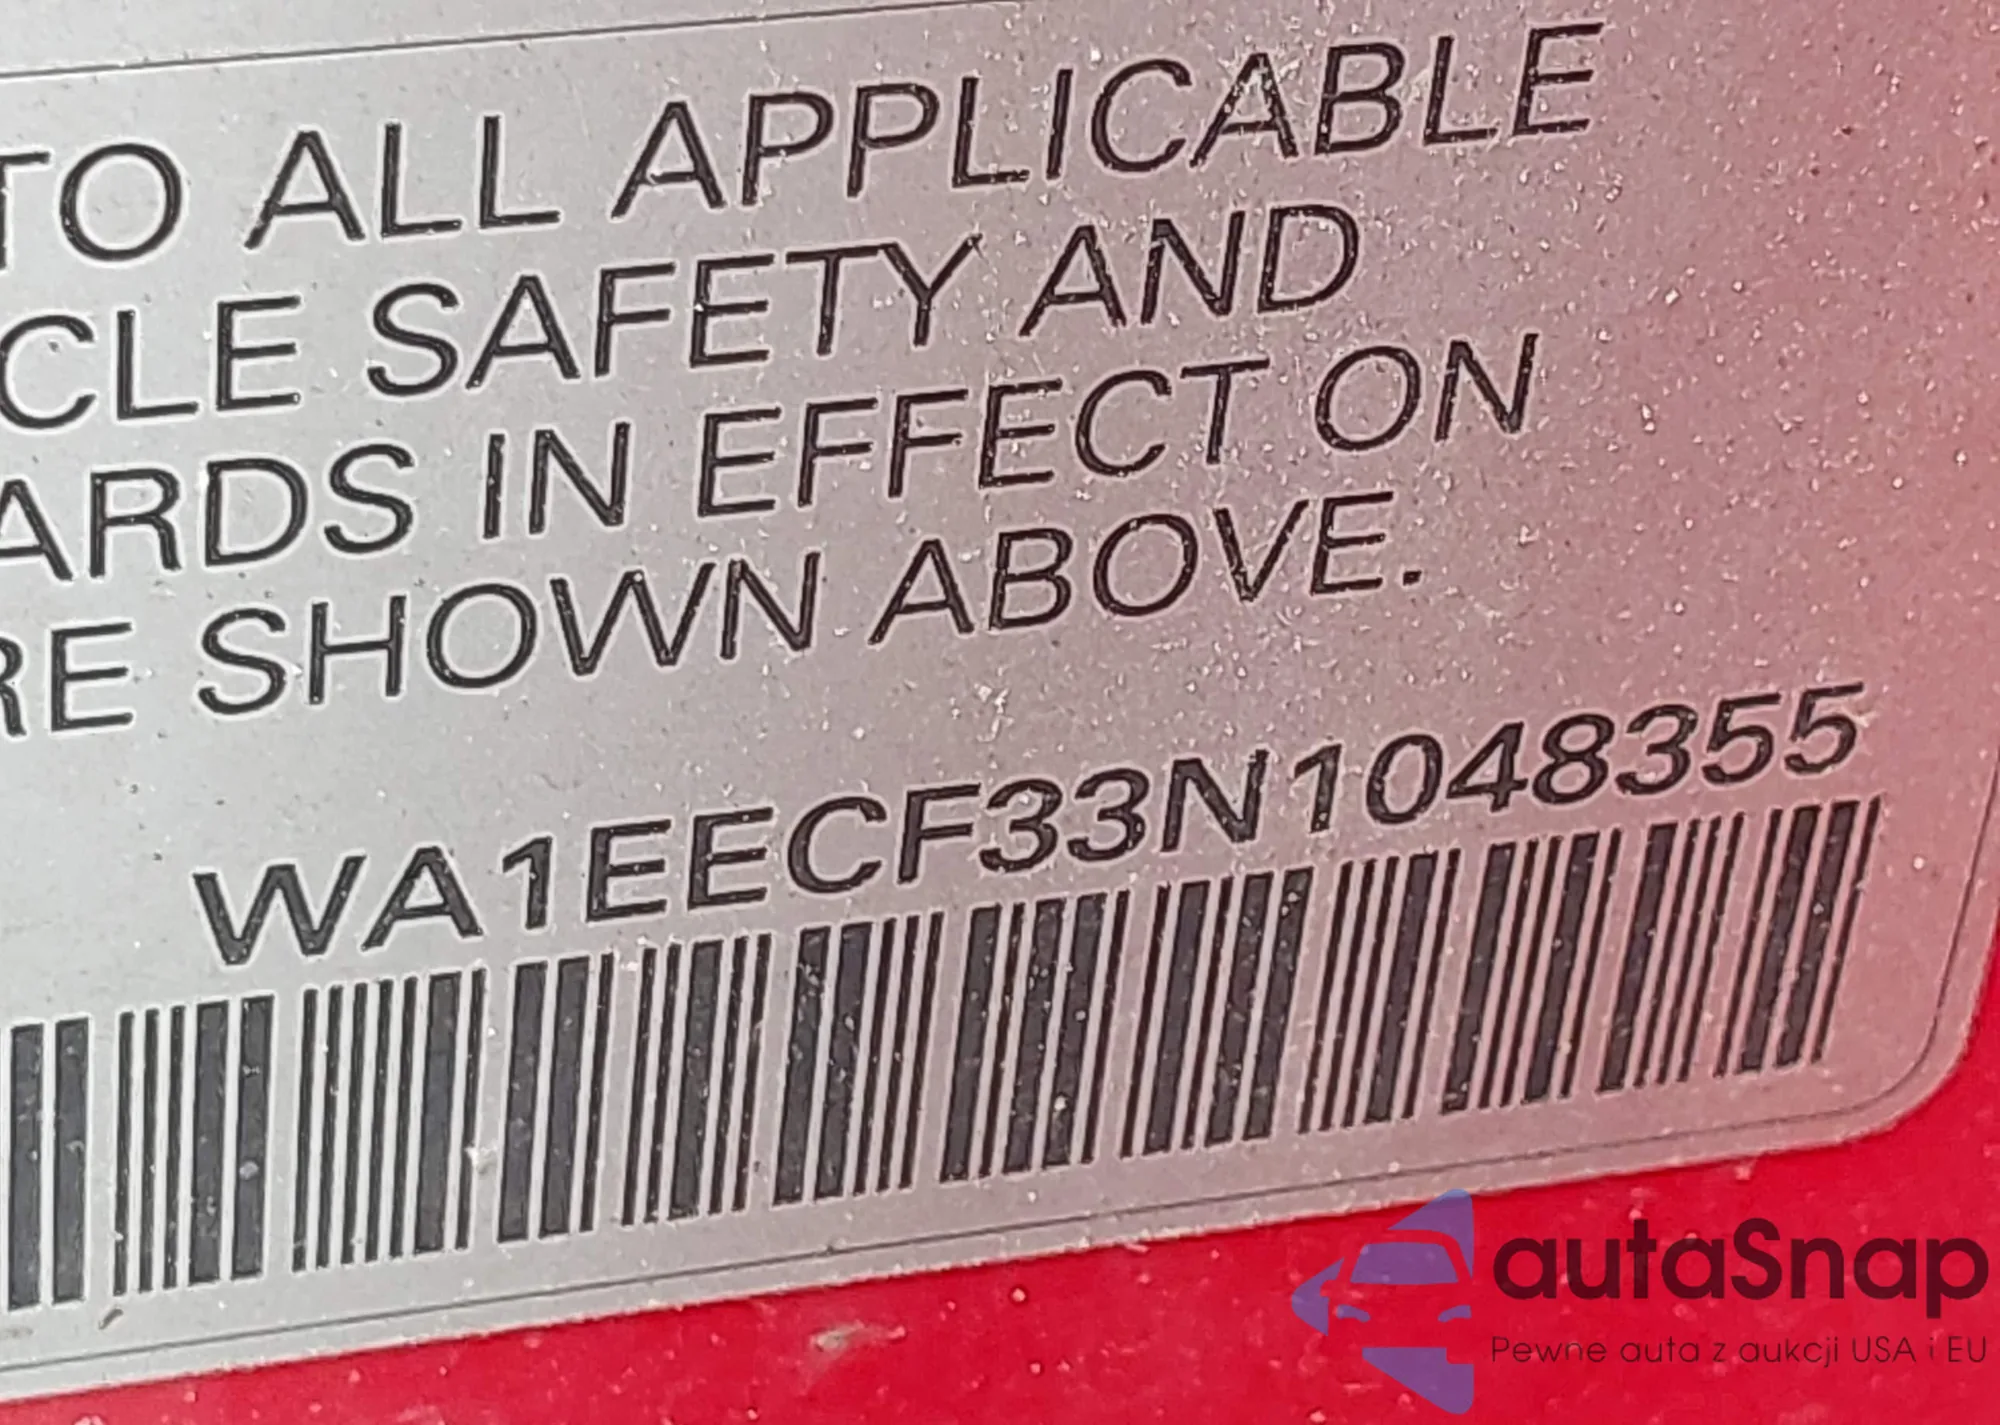 TO ALL APPLICABLE
CLE SAFETY AND
ARDS IN EFFECT ON
RE SHOWN ABOVE.
WA1EECF33N1048355
autaSnap
Pewne auta z aukcji USA i EU